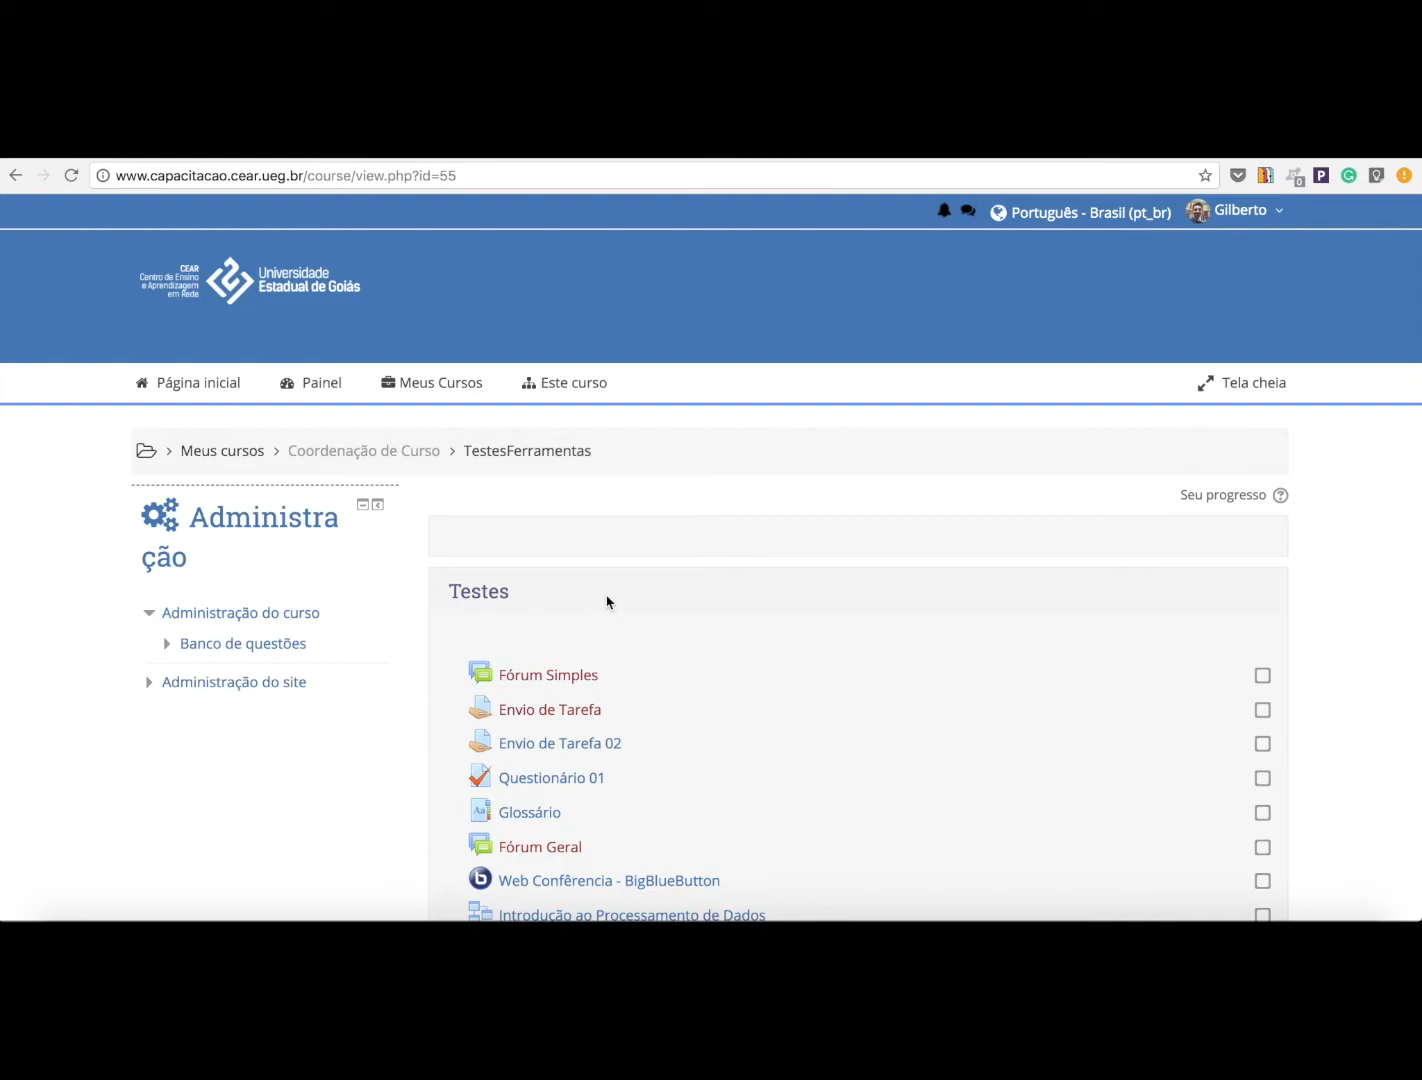 www.capacitacao.cear.ueg.br/course/view.php?id=55
0
P
Português - Brasil (pt_br)
Gilberto
CEAR
Centro de Ensino
e Aprendizagem
em Rede
Universidade
Estadual de Goiás
Página inicial
Painel
Meus Cursos
Este curso
Tela cheia
Meus cursos > Coordenação de Curso > TestesFerramentas
Administra
ção
Administração do curso
Banco de questões
Administração do site
Seu progresso
Testes
Fórum Simples
Envio de Tarefa
Envio de Tarefa 02
Questionário 01
Glossário
Fórum Geral
Web Confêrencia - BigBlueButton
Introdução ao Processamento de Dados